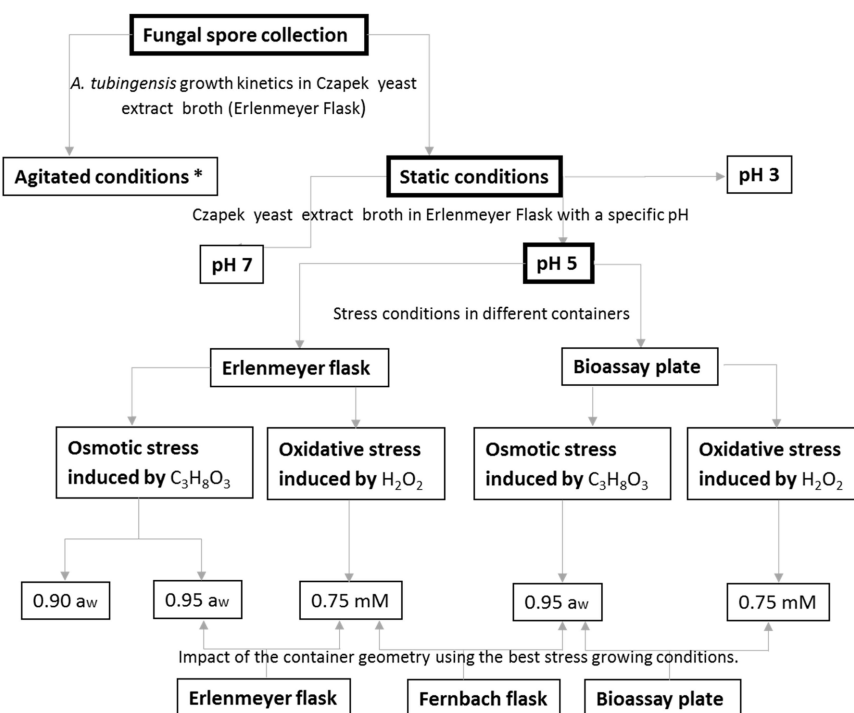 Fungal spore collection
A. tubingensis growth kinetics in Czapek yeast
extract broth (Erlenmeyer Flask)
Agitated conditions *
Static conditions
pH 3
Czapek yeast extract broth in Erlenmeyer Flask with a specific pH
pH 7
pH 5
Stress conditions in different containers
Erlenmeyer flask
Bioassay plate
Osmotic stress
induced by C₃H₈O₃
Oxidative stress
induced by H₂O₂
Osmotic stress
induced by C₃H₈O₃
Oxidative stress
induced by H₂O₂
0.90 aw
0.95 aw
0.75 mM
0.95 aw
0.75 mM
Impact of the container geometry using the best stress growing conditions.
Erlenmeyer flask
Fernbach flask
Bioassay plate